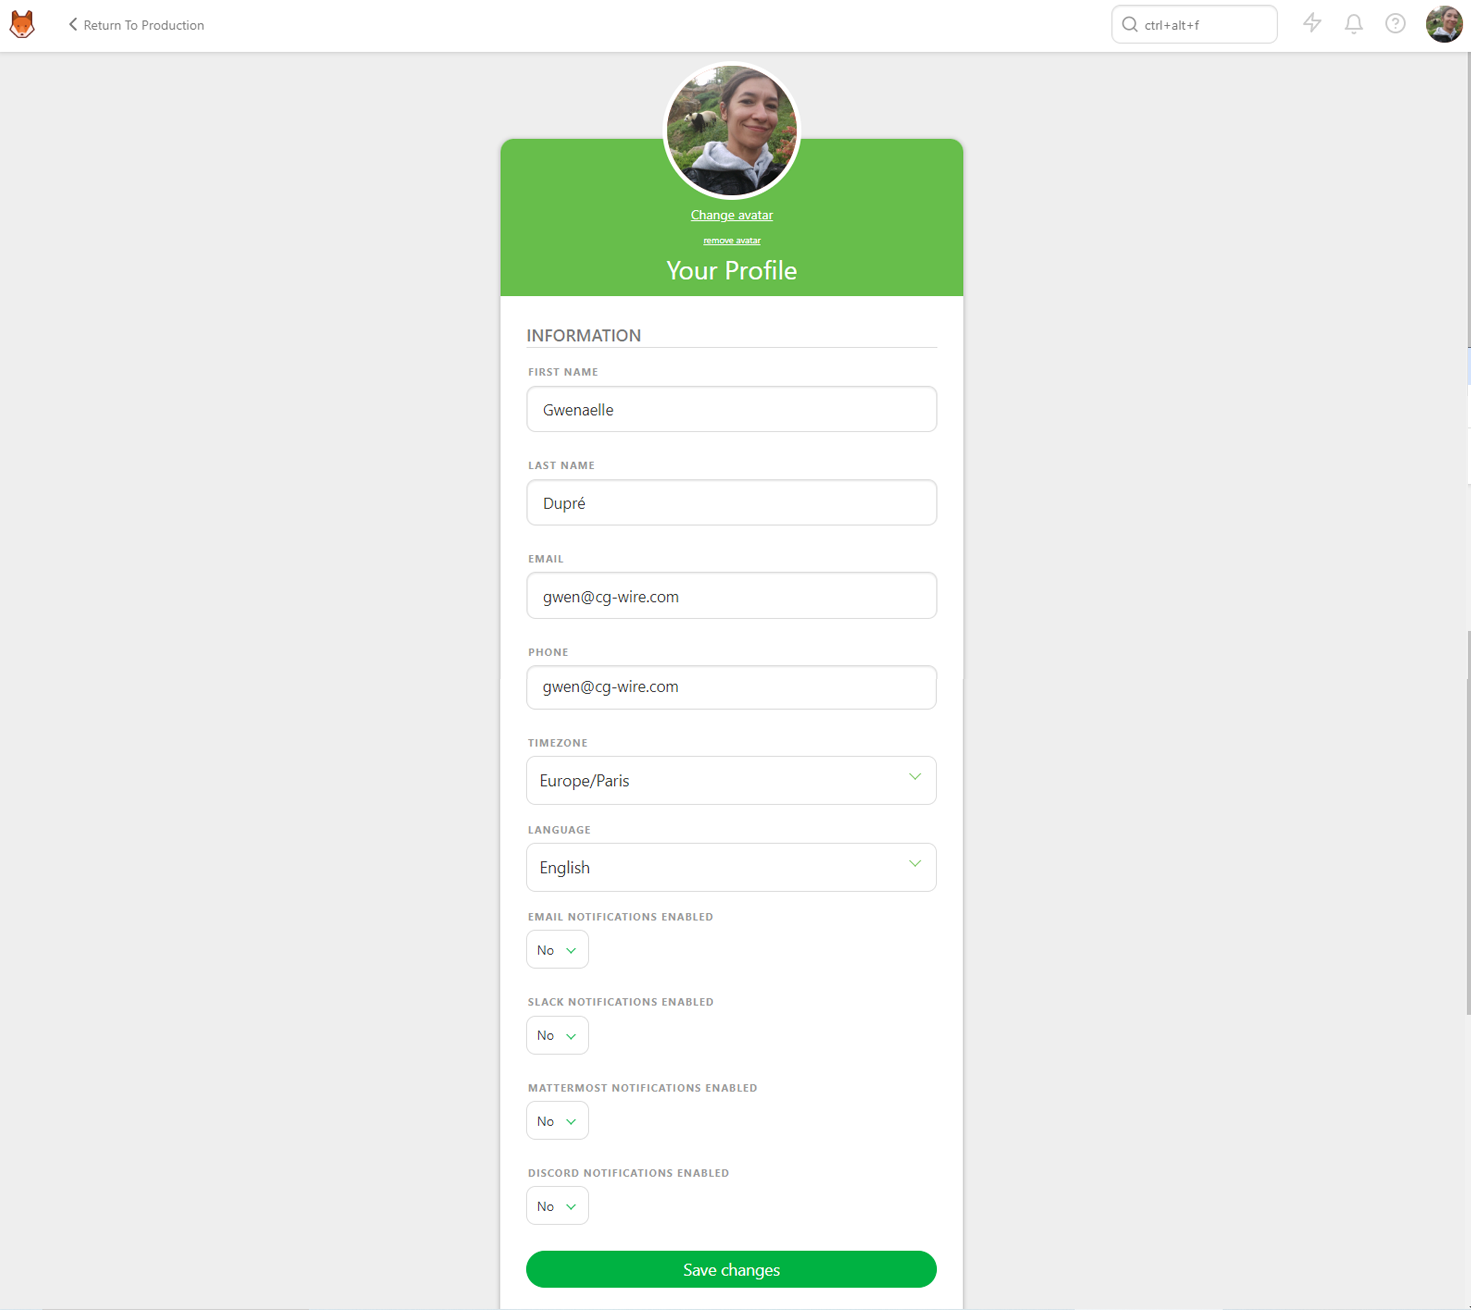 Return To Production
ctrl+alt+f
Change avatar
remove avatar
Your Profile
INFORMATION
FIRST NAME
Gwenaelle
LAST NAME
Dupré
EMAIL
gwen@cg-wire.com
PHONE
gwen@cg-wire.com
TIMEZONE
Europe/Paris
LANGUAGE
English
EMAIL NOTIFICATIONS ENABLED
No
SLACK NOTIFICATIONS ENABLED
No
MATTERMOST NOTIFICATIONS ENABLED
No
DISCORD NOTIFICATIONS ENABLED
No
Save changes